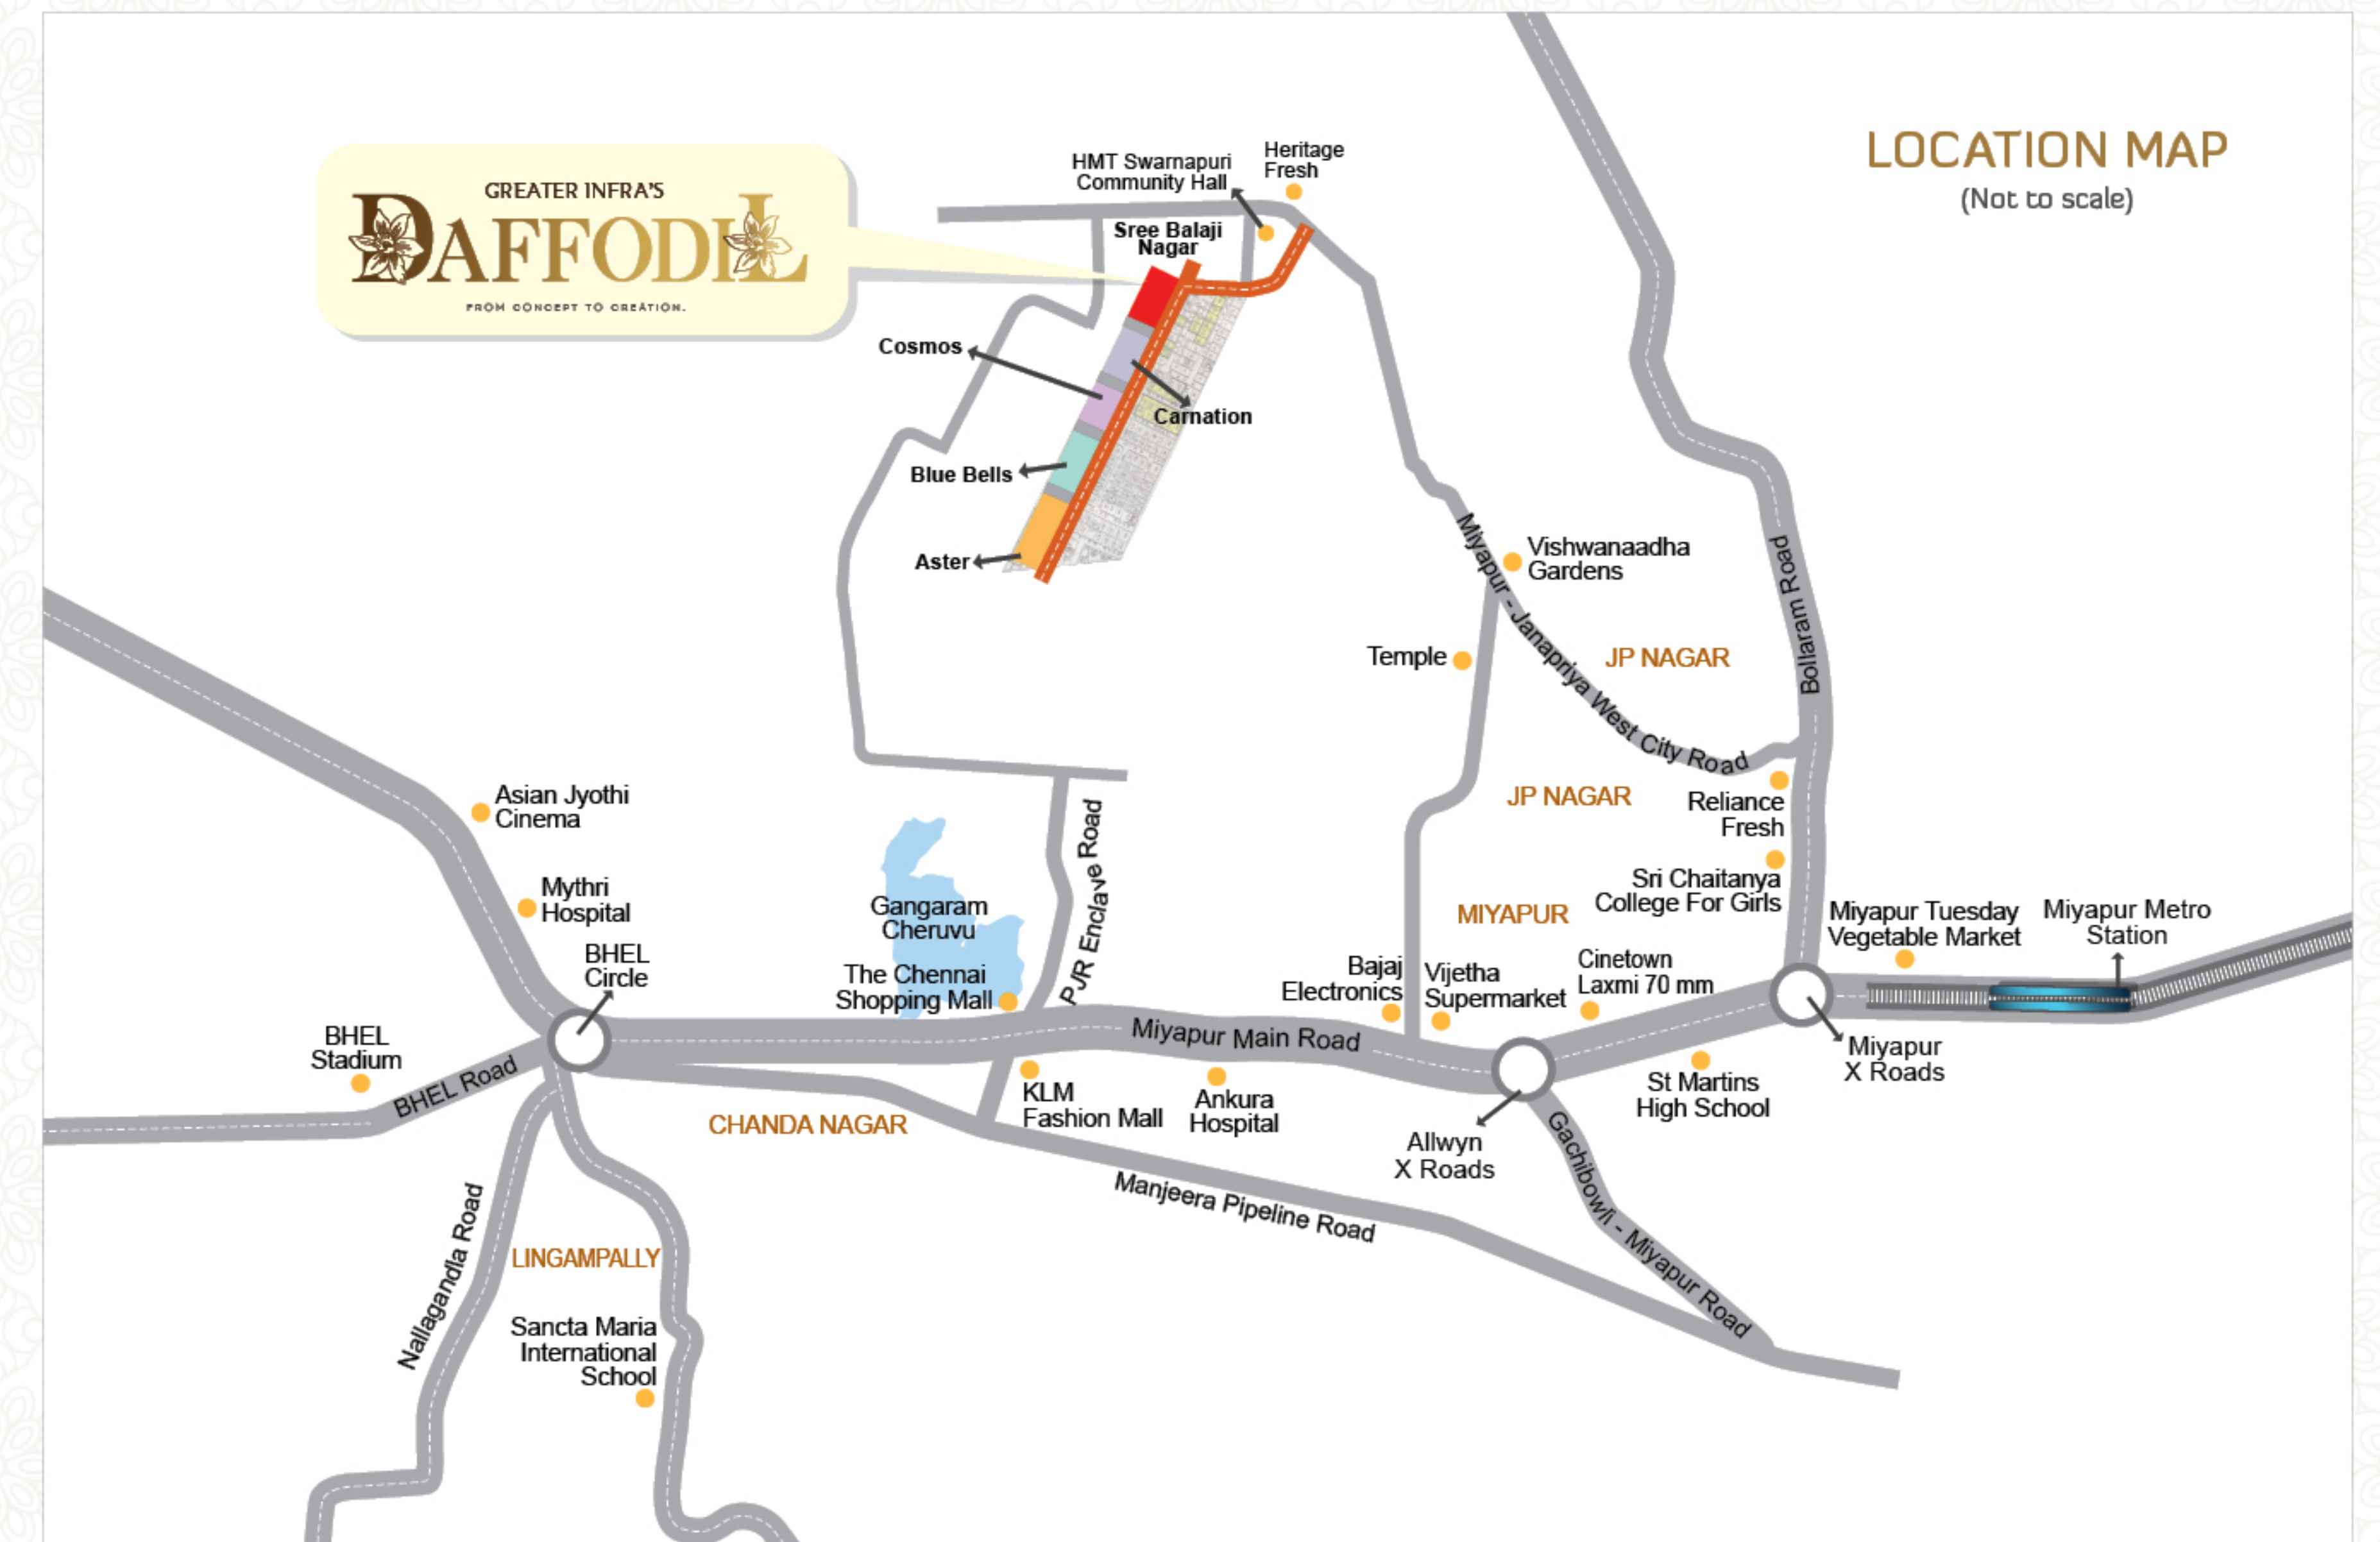 LOCATION MAP
(Not to scale)
GREATER INFRA'S
DAFFODIL
FROM CONCEPT TO CREATION.
HMT Swarnapuri
Community Hall
Heritage
Fresh
Sree Balaji
Nagar
Cosmos
Carnation
Blue Bells
Aster
Miyapur - Janapriya West City Road
Vishwanaadha
Gardens
Bollaram Road
Temple
JP NAGAR
JP NAGAR
Reliance
Fresh
Sri Chaitanya
College For Girls
MIYAPUR
Asian Jyothi
Cinema
Mythri
Hospital
BHEL
Circle
Gangaram
Cheruvu
The Chennai
Shopping Mall
PJR Enclave Road
Bajaj
Electronics
Vijetha
Supermarket
Cinetown
Laxmi 70 mm
Miyapur Tuesday
Vegetable Market
Miyapur Metro
Station
BHEL
Stadium
BHEL Road
Miyapur Main Road
Miyapur
X Roads
St Martins
High School
KLM
Fashion Mall
Ankura
Hospital
CHANDA NAGAR
Allwyn
X Roads
Gachibowli - Miyapur Road
Manjeera Pipeline Road
Nallagandla Road
LINGAMPALLY
Sancta Maria
International
School